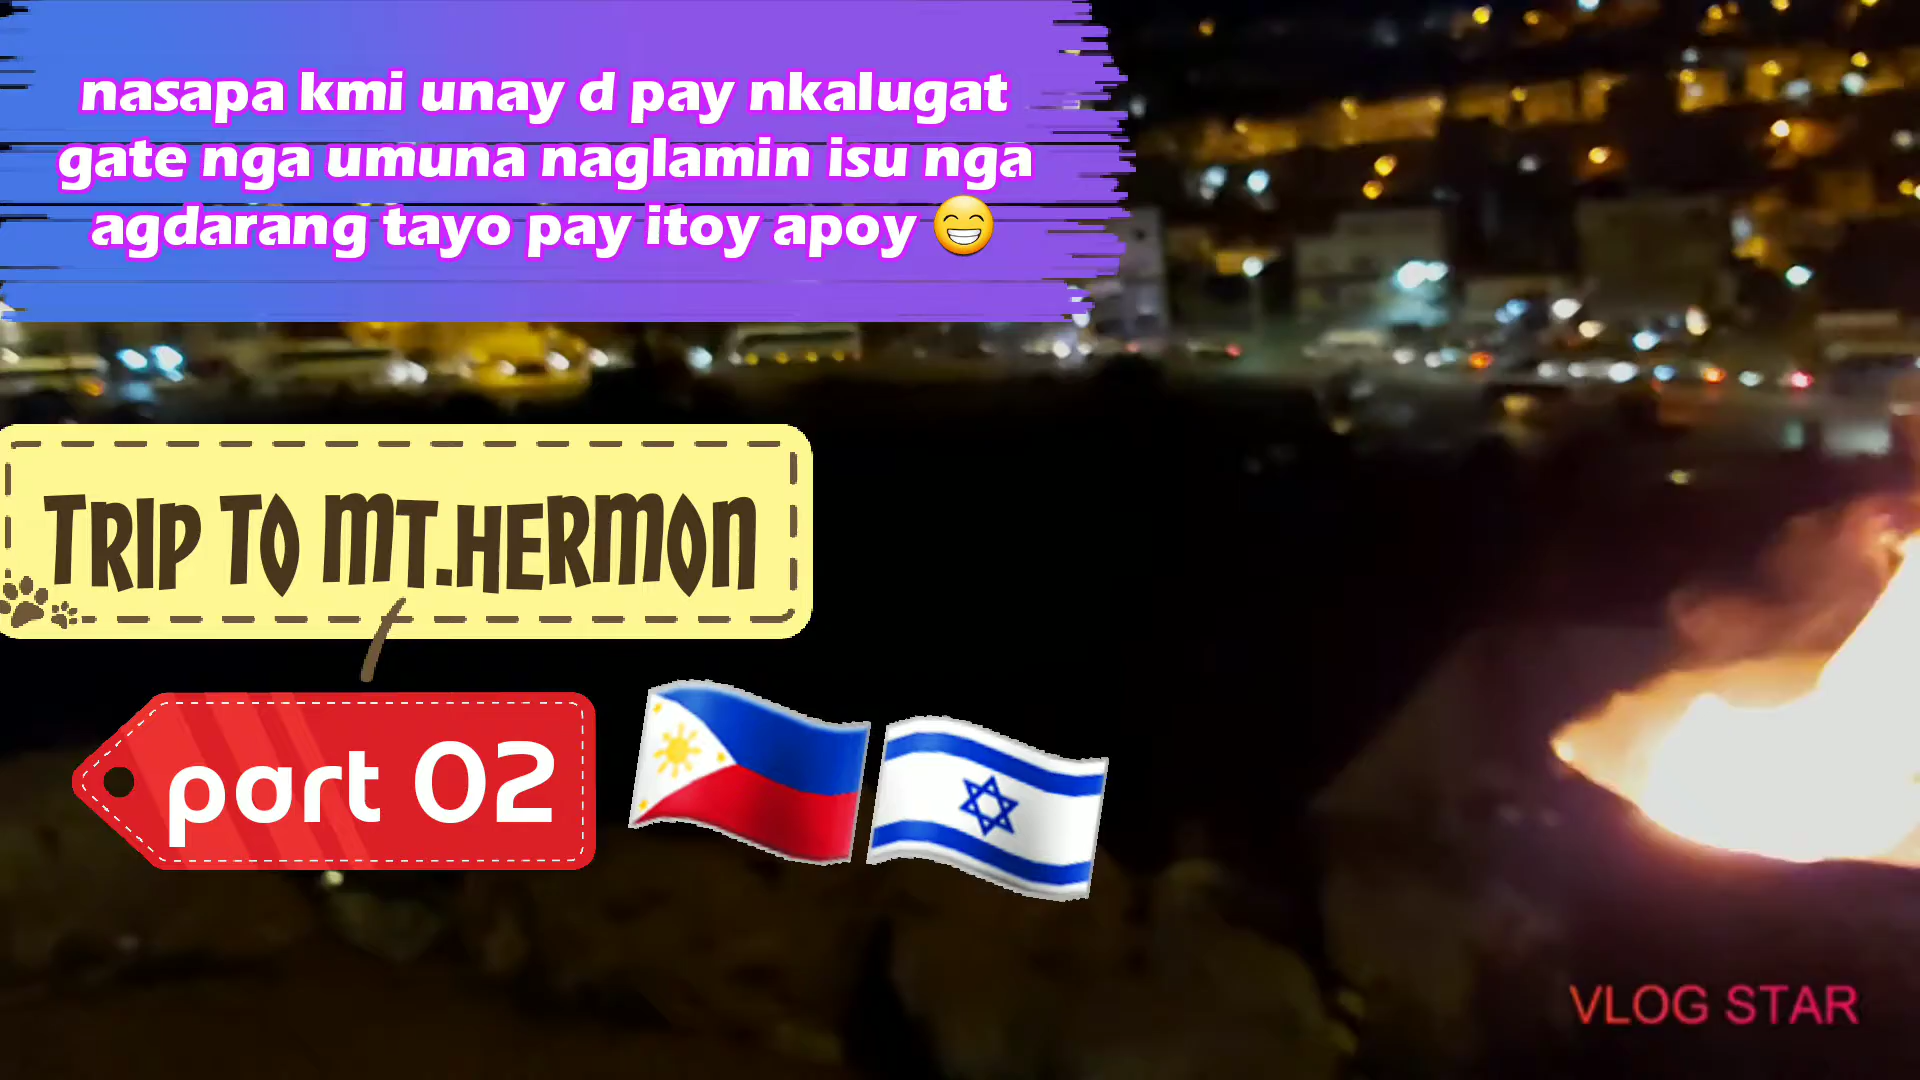 nasapa kmi unay d pay nkalugat
gate nga umuna naglamin isu nga
agdarang tayo pay itoy apoy 😁
TRIP TO MT.HERMON
part 02
VLOG STAR